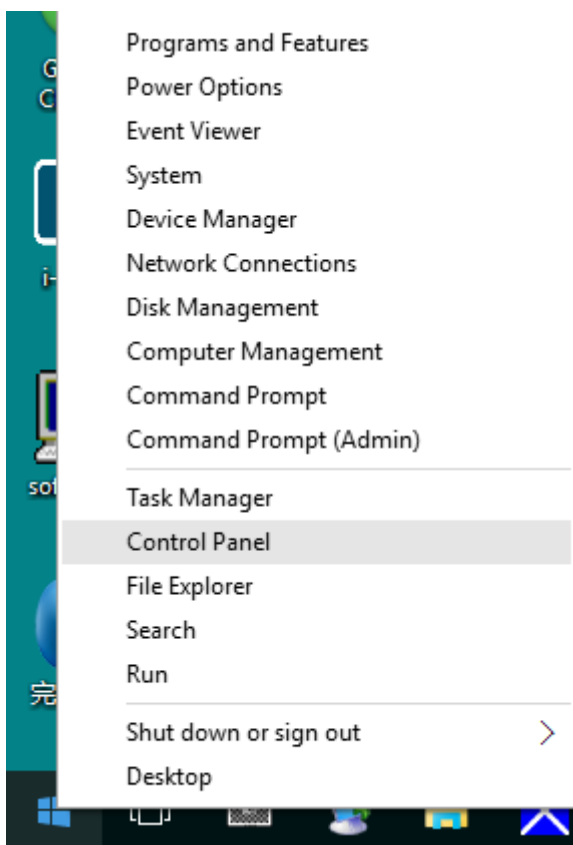 Programs and Features
Power Options
Event Viewer
System
Device Manager
Network Connections
Disk Management
Computer Management
Command Prompt
Command Prompt (Admin)
Task Manager
Control Panel
File Explorer
Search
Run
Shut down or sign out
Desktop
G
C
i-
完